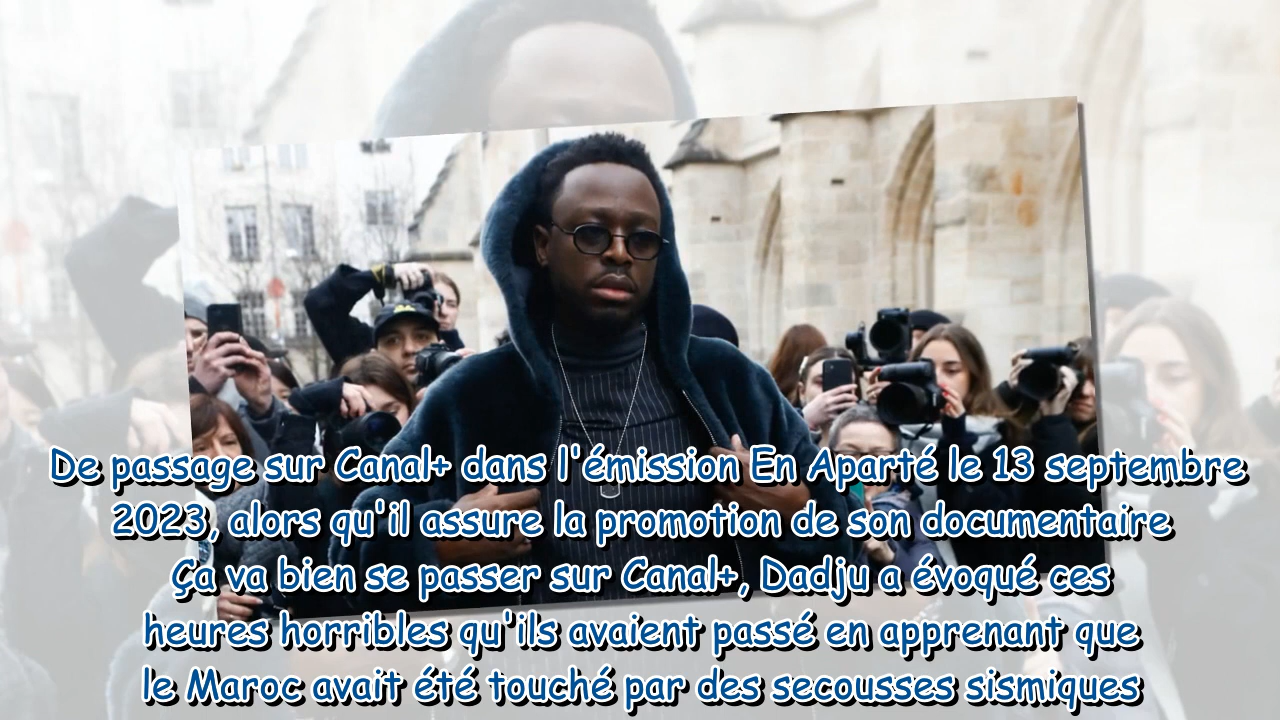 De passage sur Canal+ dans l'émission En Aparté le 13 septembre
2023, alors qu'il assure la promotion de son documentaire
Ça va bien se passer sur Canal+, Dadju a évoqué ces
heures horribles qu'ils avaient passé en apprenant que
le Maroc avait été touché par des secousses sismiques